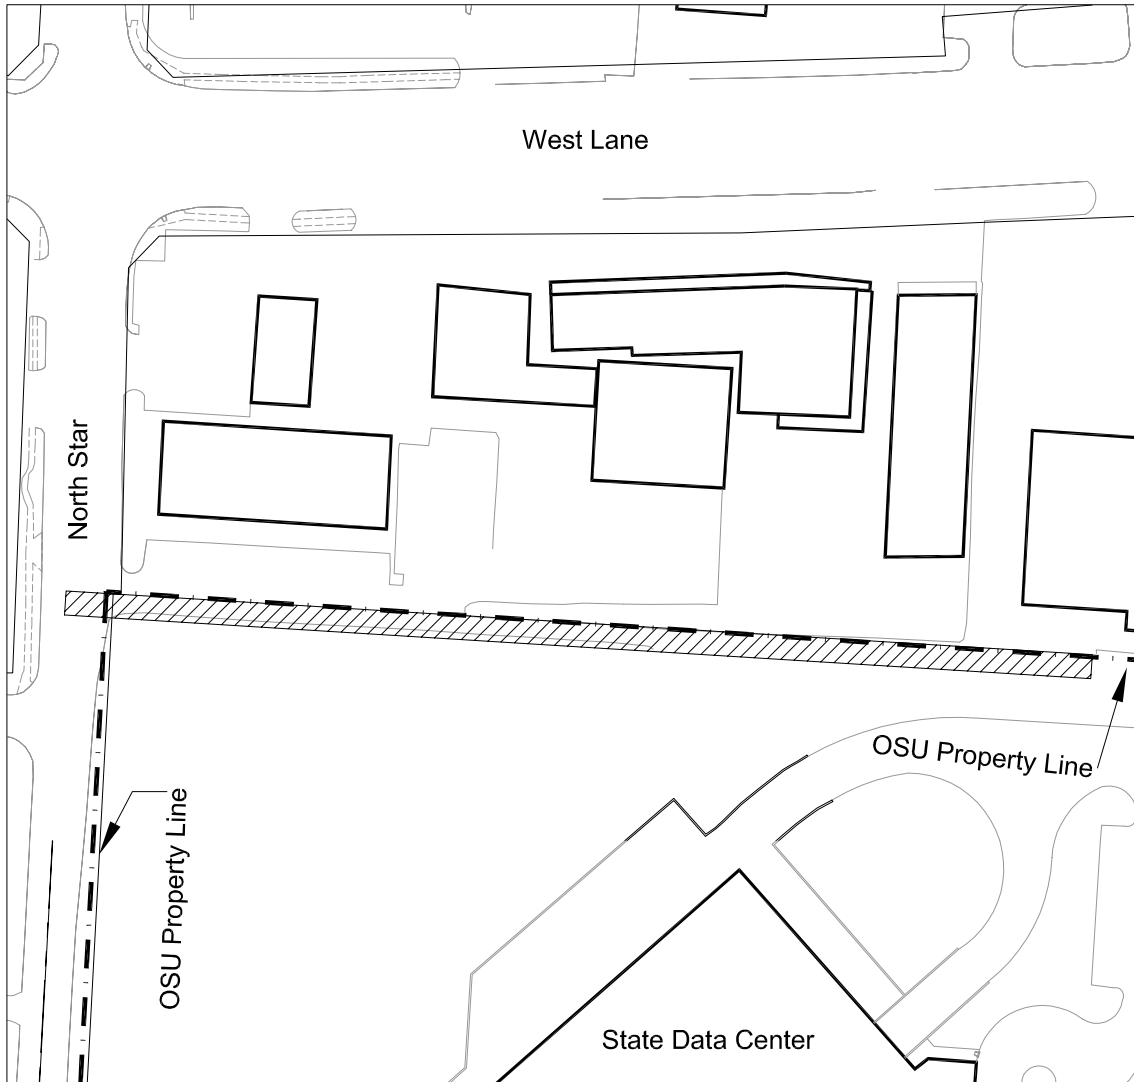 West Lane
North Star
OSU Property Line
OSU Property Line
State Data Center